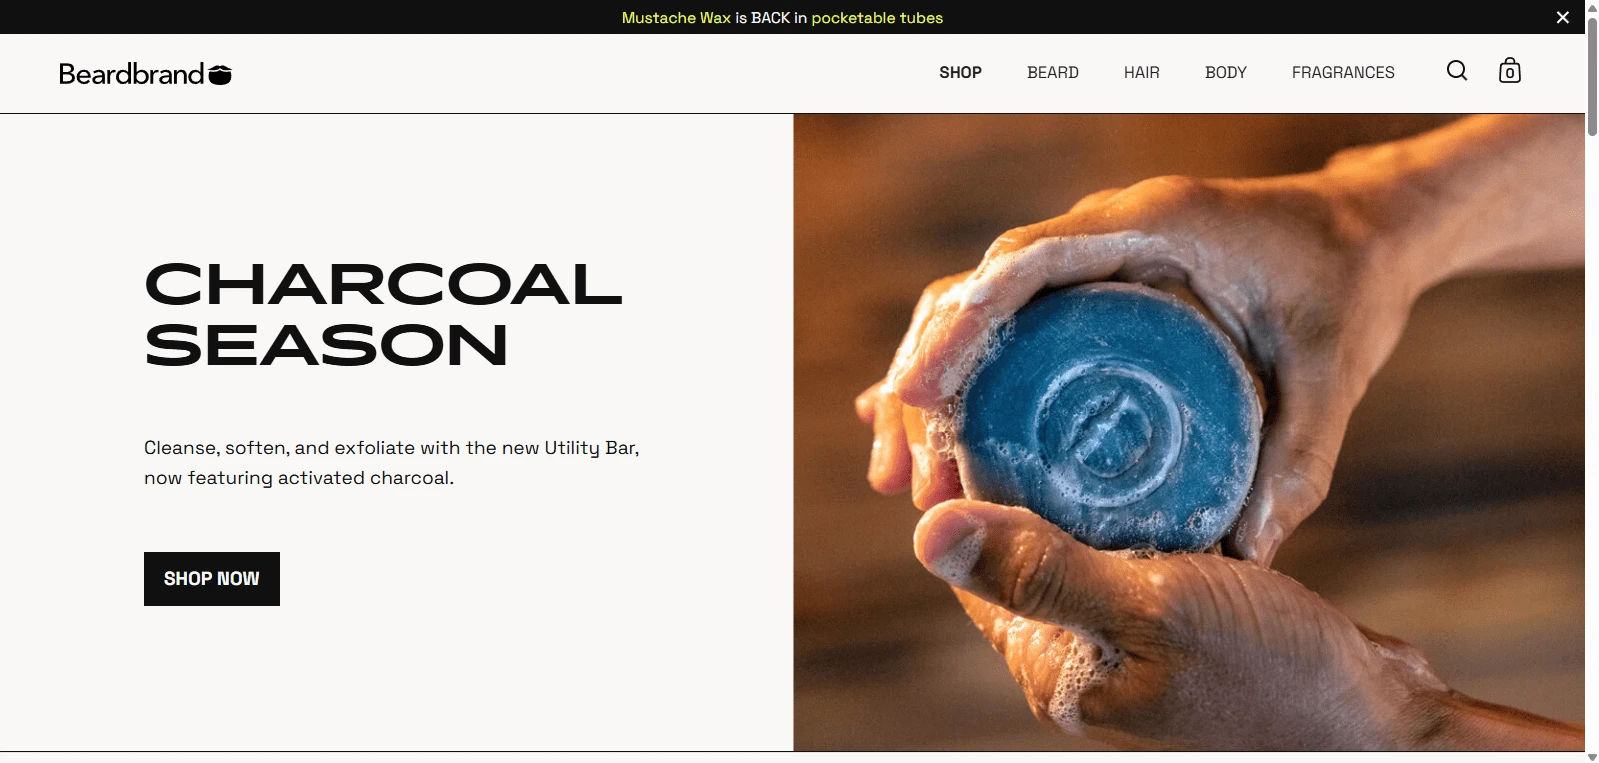 Mustache Wax is BACK in pocketable tubes
Beardbrand
SHOP BEARD HAIR BODY FRAGRANCES
0
CHARCOAL
SEASON
Cleanse, soften, and exfoliate with the new Utility Bar,
now featuring activated charcoal.
SHOP NOW